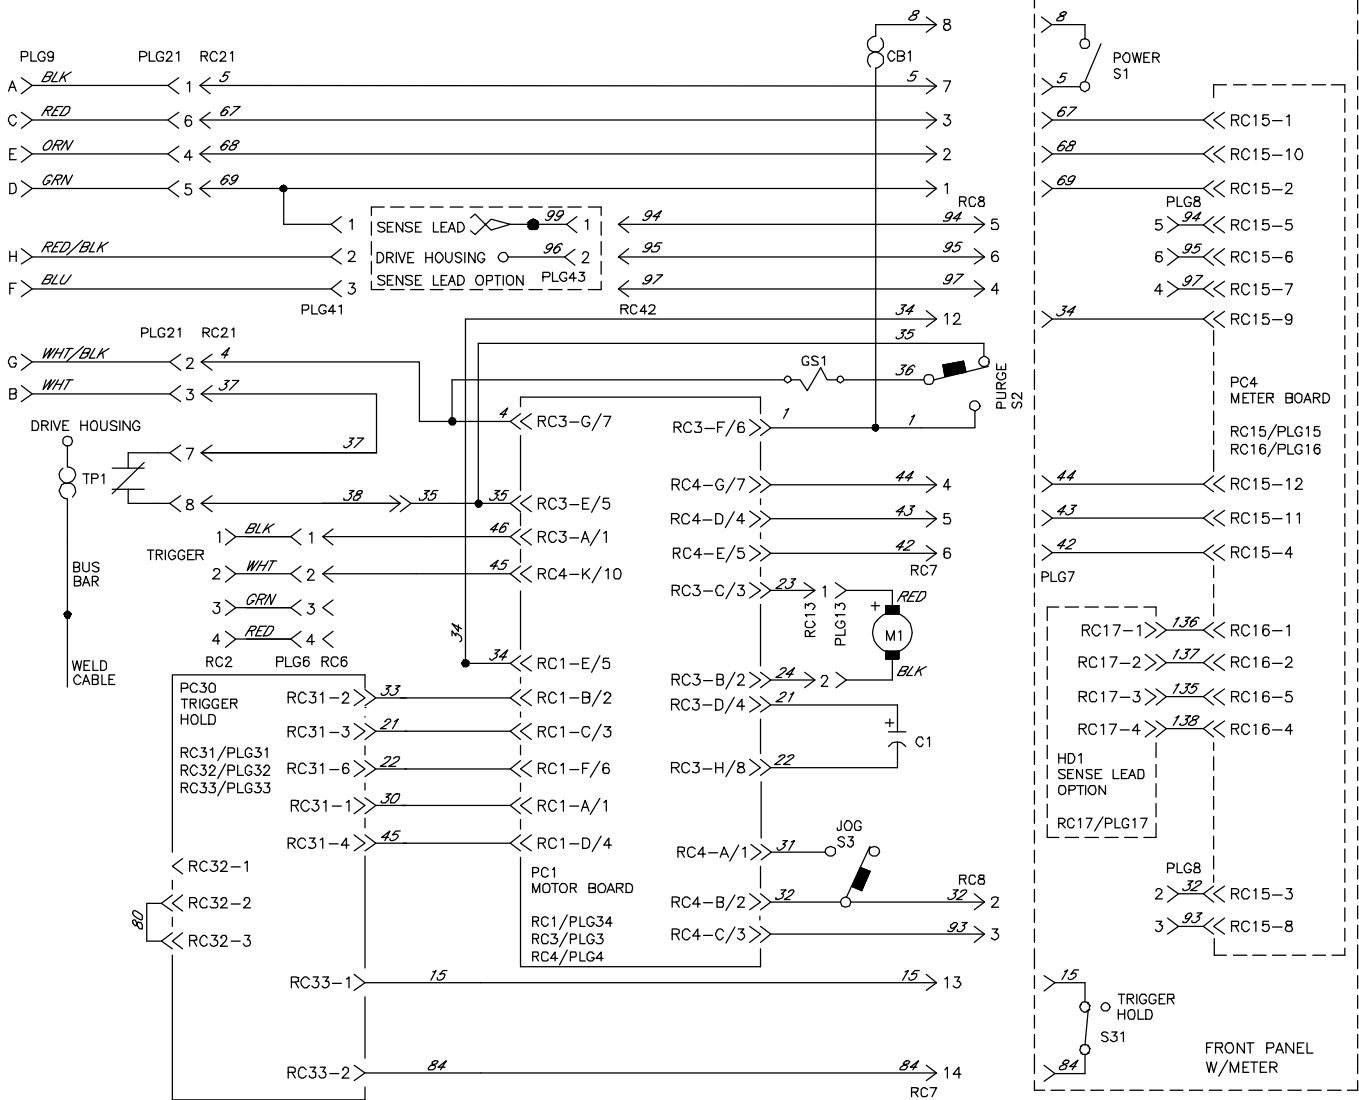 8 8 8
CB1
POWER
S1
PLG9 PLG21 RC21
A BLK 1 5 5 7 5
C RED 6 67 3 67 RC15-1
E ORN 4 68 2 68 RC15-10
D GRN 5 69 1 69 RC15-2
RC8 PLG8
1 SENSE LEAD 99 1 94 94 5 5 94 RC15-5
H RED/BLK 2 DRIVE HOUSING 96 2 95 95 6 6 95 RC15-6
SENSE LEAD OPTION PLG43
F BLU 3 97 97 4 4 97 RC15-7
PLG41 RC42
34 12 34 RC15-9
PLG21 RC21 35
G WHT/BLK 2 4 GS1 36
PURGE
S2
B WHT 3 37
PC4
METER BOARD
RC15/PLG15
RC16/PLG16
4 RC3-G/7 RC3-F/6 1 1
DRIVE HOUSING
7 37
TP1
8 38 35 35 RC3-E/5 RC4-G/7 44 4 44 RC15-12
RC4-D/4 43 5 43 RC15-11
1 BLK 1 46 RC3-A/1 RC4-E/5 42 6 42 RC15-4
TRIGGER
RC7 PLG7
2 WHT 2 45 RC4-K/10 RC3-C/3 23 1 RED
BUS
BAR
3 GRN 3
RC13 PLG13
+
M1
4 RED 4
34
RC2 PLG6 RC6
34 RC1-E/5 RC3-B/2 24 2 BLK
WELD
CABLE
RC17-1 136 RC16-1
RC17-2 137 RC16-2
RC17-3 135 RC16-5
RC17-4 138 RC16-4
HD1
SENSE LEAD
OPTION
RC17/PLG17
PC30
TRIGGER
HOLD
RC31/PLG31
RC32/PLG32
RC33/PLG33
RC31-2 33 RC1-B/2 RC3-D/4 21
RC31-3 21 RC1-C/3 + C1
RC31-6 22 RC1-F/6 RC3-H/8 22
RC31-1 30 RC1-A/1
RC31-4 45 RC1-D/4 RC4-A/1 31
JOG
S3
RC32-1
PC1
MOTOR BOARD
RC8 PLG8
RC32-2 RC4-B/2 32 32 2 2 32 RC15-3
80
RC1/PLG34
RC3/PLG3
RC4/PLG4
RC32-3 RC4-C/3 93 3 3 93 RC15-8
RC33-1 15 15 13 15
TRIGGER
HOLD
S31
FRONT PANEL
W/METER
RC33-2 84 84 14 84
RC7